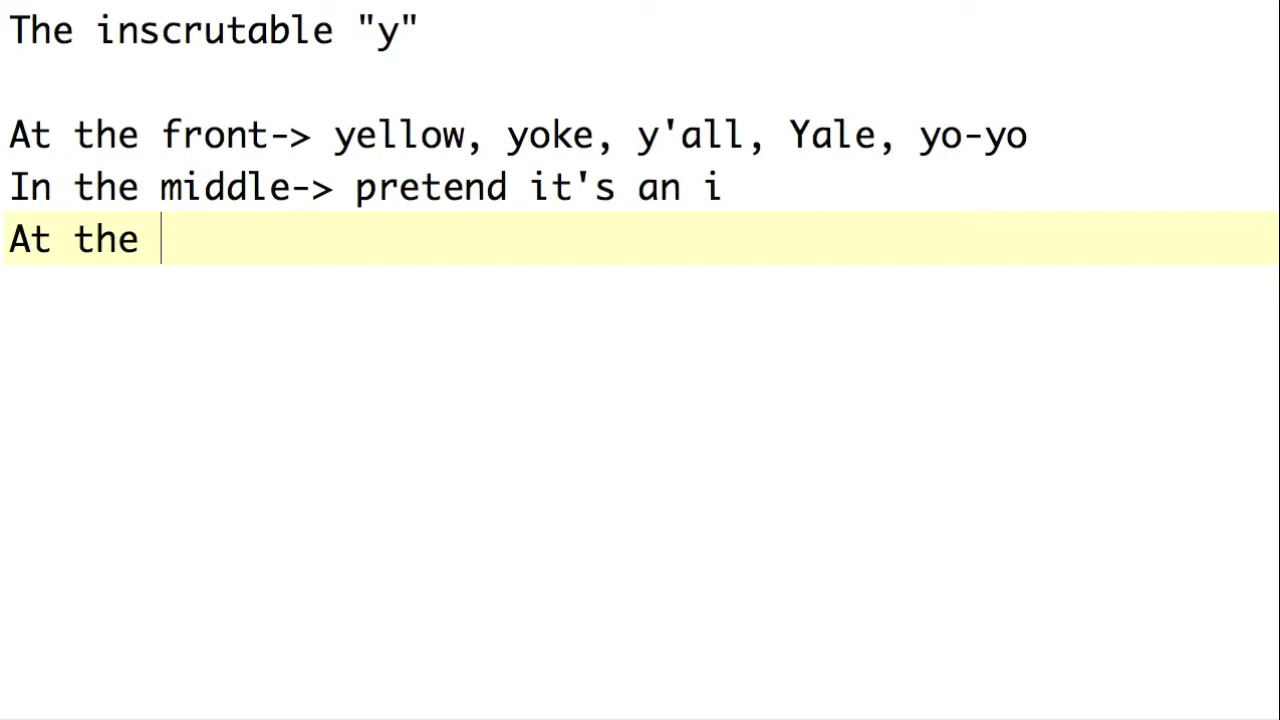 The inscrutable "y"
At the front-> yellow, yoke, y'all, Yale, yo-yo
In the middle-> pretend it's an i
At the